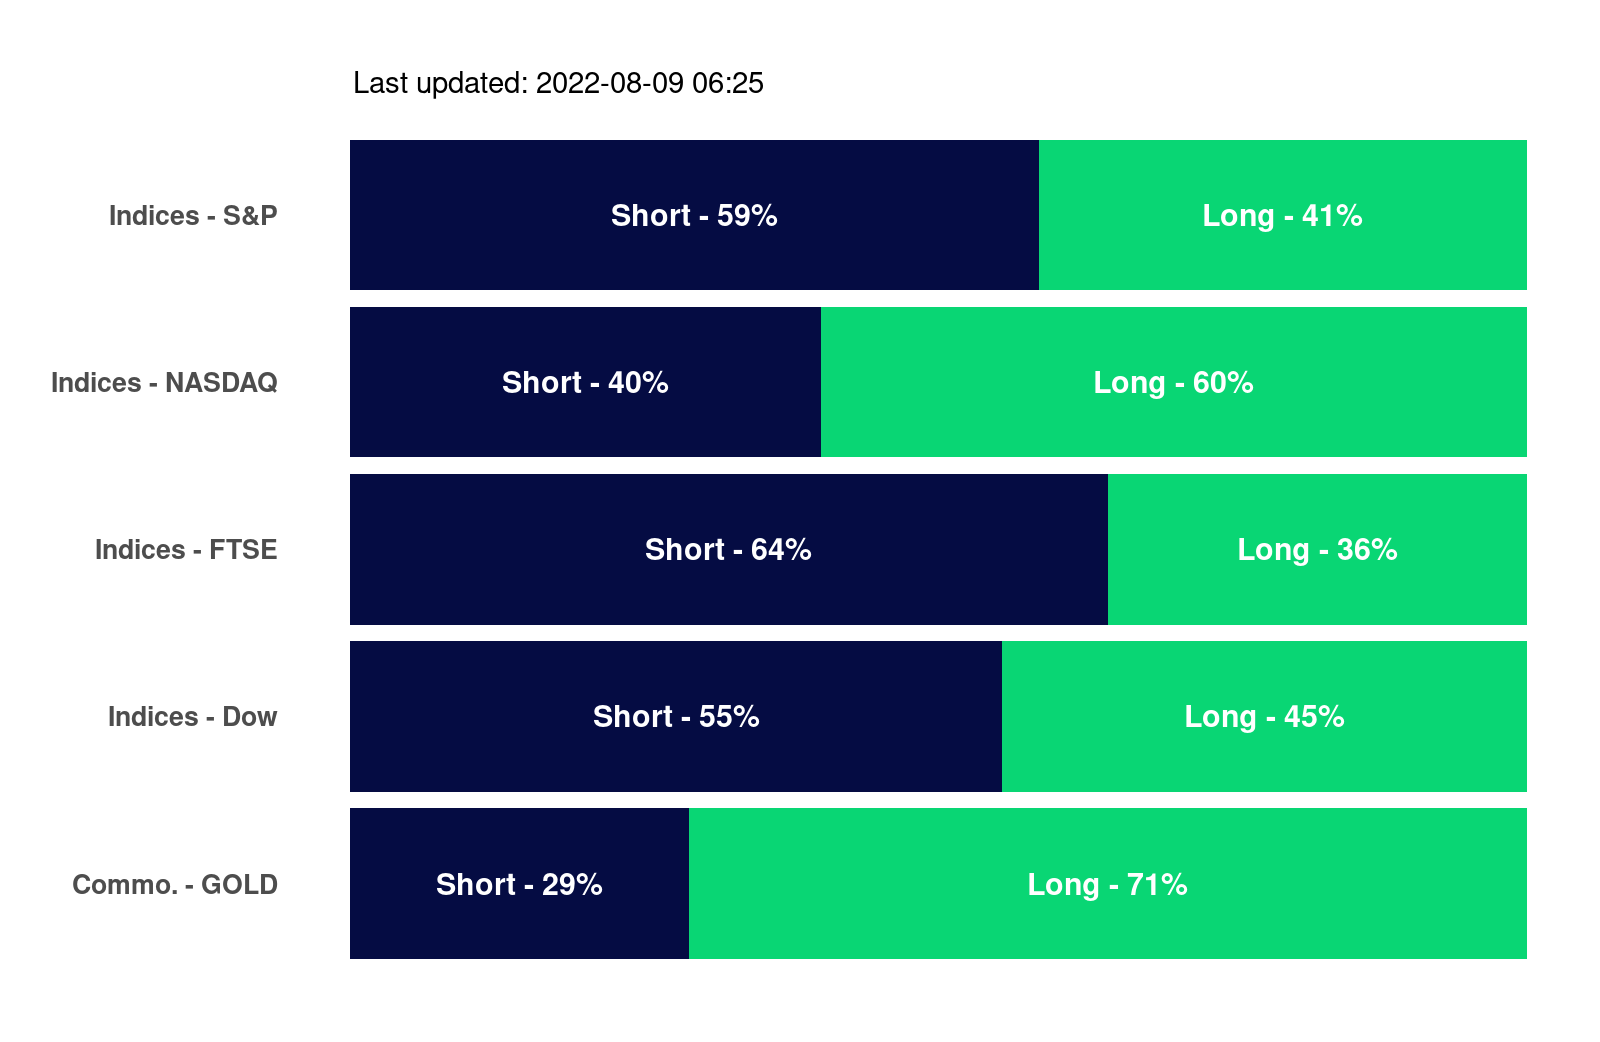 Last updated: 2022-08-09 06:25
Indices - S&P Short - 59% Long - 41%
Indices - NASDAQ Short - 40% Long - 60%
Indices - FTSE Short - 64% Long - 36%
Indices - Dow Short - 55% Long - 45%
Commo. - GOLD Short - 29% Long - 71%